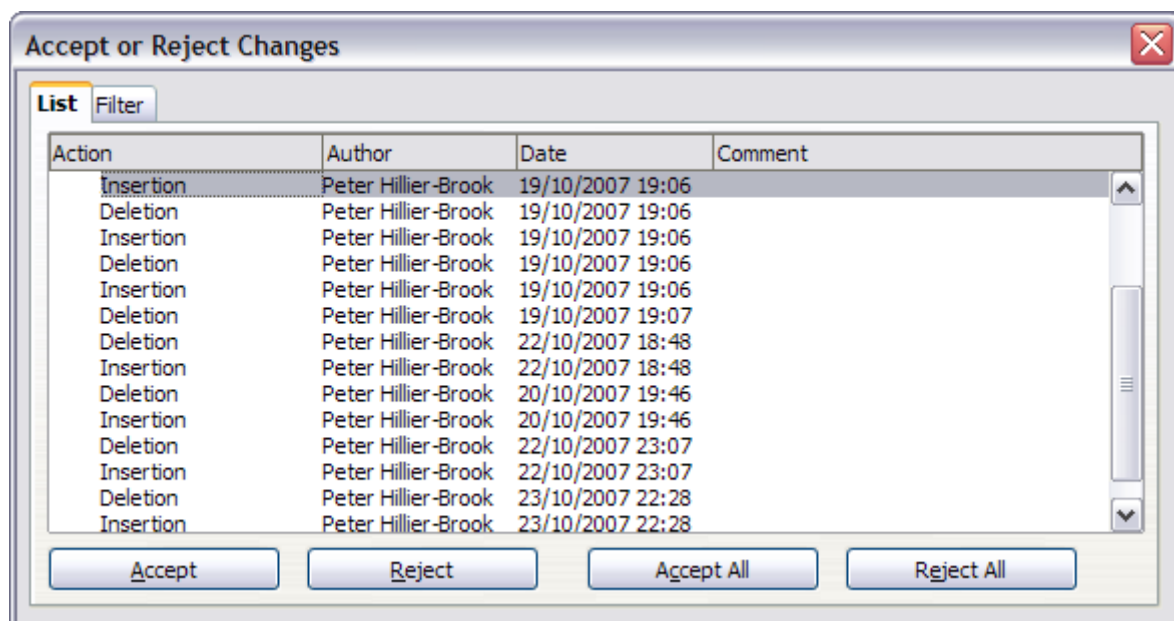 Accept or Reject Changes
List Filter
Action Author Date Comment
Insertion Peter Hillier-Brook 19/10/2007 19:06
Deletion Peter Hillier-Brook 19/10/2007 19:06
Insertion Peter Hillier-Brook 19/10/2007 19:06
Deletion Peter Hillier-Brook 19/10/2007 19:06
Insertion Peter Hillier-Brook 19/10/2007 19:06
Deletion Peter Hillier-Brook 19/10/2007 19:07
Deletion Peter Hillier-Brook 22/10/2007 18:48
Insertion Peter Hillier-Brook 22/10/2007 18:48
Deletion Peter Hillier-Brook 20/10/2007 19:46
Insertion Peter Hillier-Brook 20/10/2007 19:46
Deletion Peter Hillier-Brook 22/10/2007 23:07
Insertion Peter Hillier-Brook 22/10/2007 23:07
Deletion Peter Hillier-Brook 23/10/2007 22:28
Insertion Peter Hillier-Brook 23/10/2007 22:28
Accept Reject Accept All Reject All